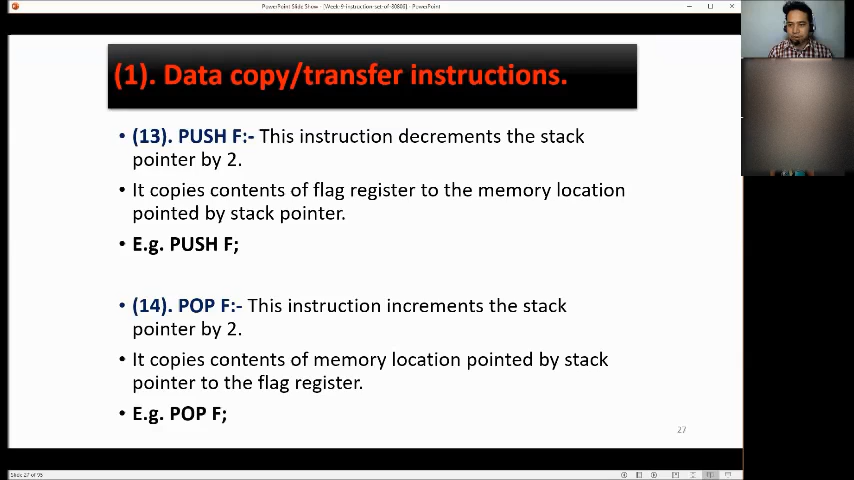 PowerPoint Slide Show - [Week-9-instruction-set-of-80806] - PowerPoint
(1). Data copy/transfer instructions.
• (13). PUSH F:- This instruction decrements the stack
pointer by 2.
• It copies contents of flag register to the memory location
pointed by stack pointer.
• E.g. PUSH F;
• (14). POP F:- This instruction increments the stack
pointer by 2.
• It copies contents of memory location pointed by stack
pointer to the flag register.
• E.g. POP F;
27
Slide 27 of 95